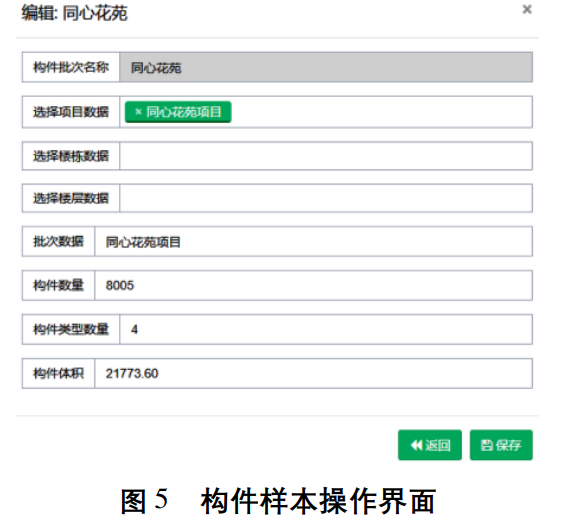 编辑: 同心花苑 ×
构件批次名称 同心花苑
选择项目数据 × 同心花苑项目
选择楼栋数据
选择楼层数据
批次数据 同心花苑项目
构件数量 8005
构件类型数量 4
构件体积 21773.60
返回 保存
图 5 构件样本操作界面